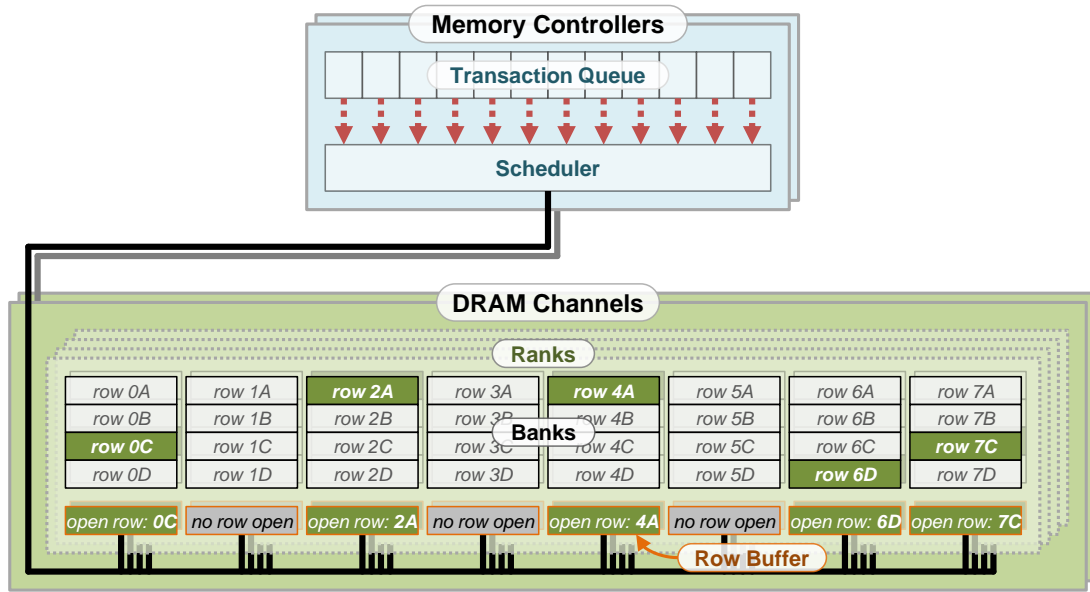 Memory Controllers
Transaction Queue
Scheduler
DRAM Channels
Ranks
row 0A row 1A row 2A row 3A row 4A row 5A row 6A row 7A
row 0B row 1B row 2B row 3B row 4B row 5B row 6B row 7B
Banks
row 0C row 1C row 2C row 3C row 4C row 5C row 6C row 7C
row 0D row 1D row 2D row 3D row 4D row 5D row 6D row 7D
open row: 0C no row open open row: 2A no row open open row: 4A no row open open row: 6D open row: 7C
Row Buffer